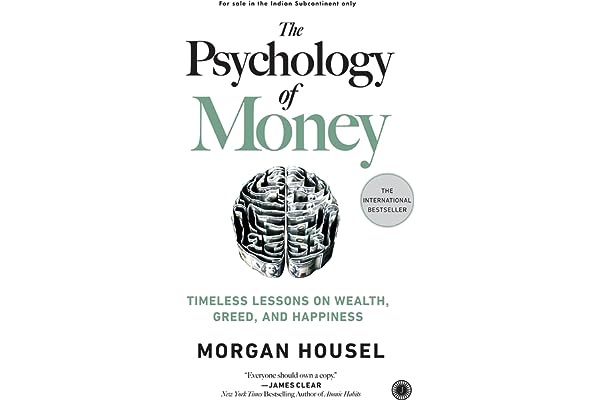 For sale in the Indian Subcontinent only
The
Psychology
of
Money
THE
INTERNATIONAL
BESTSELLER
TIMELESS LESSONS ON WEALTH,
GREED, AND HAPPINESS
MORGAN HOUSEL
"Everyone should own a copy."
—JAMES CLEAR
New York Times Bestselling Author of Atomic Habits